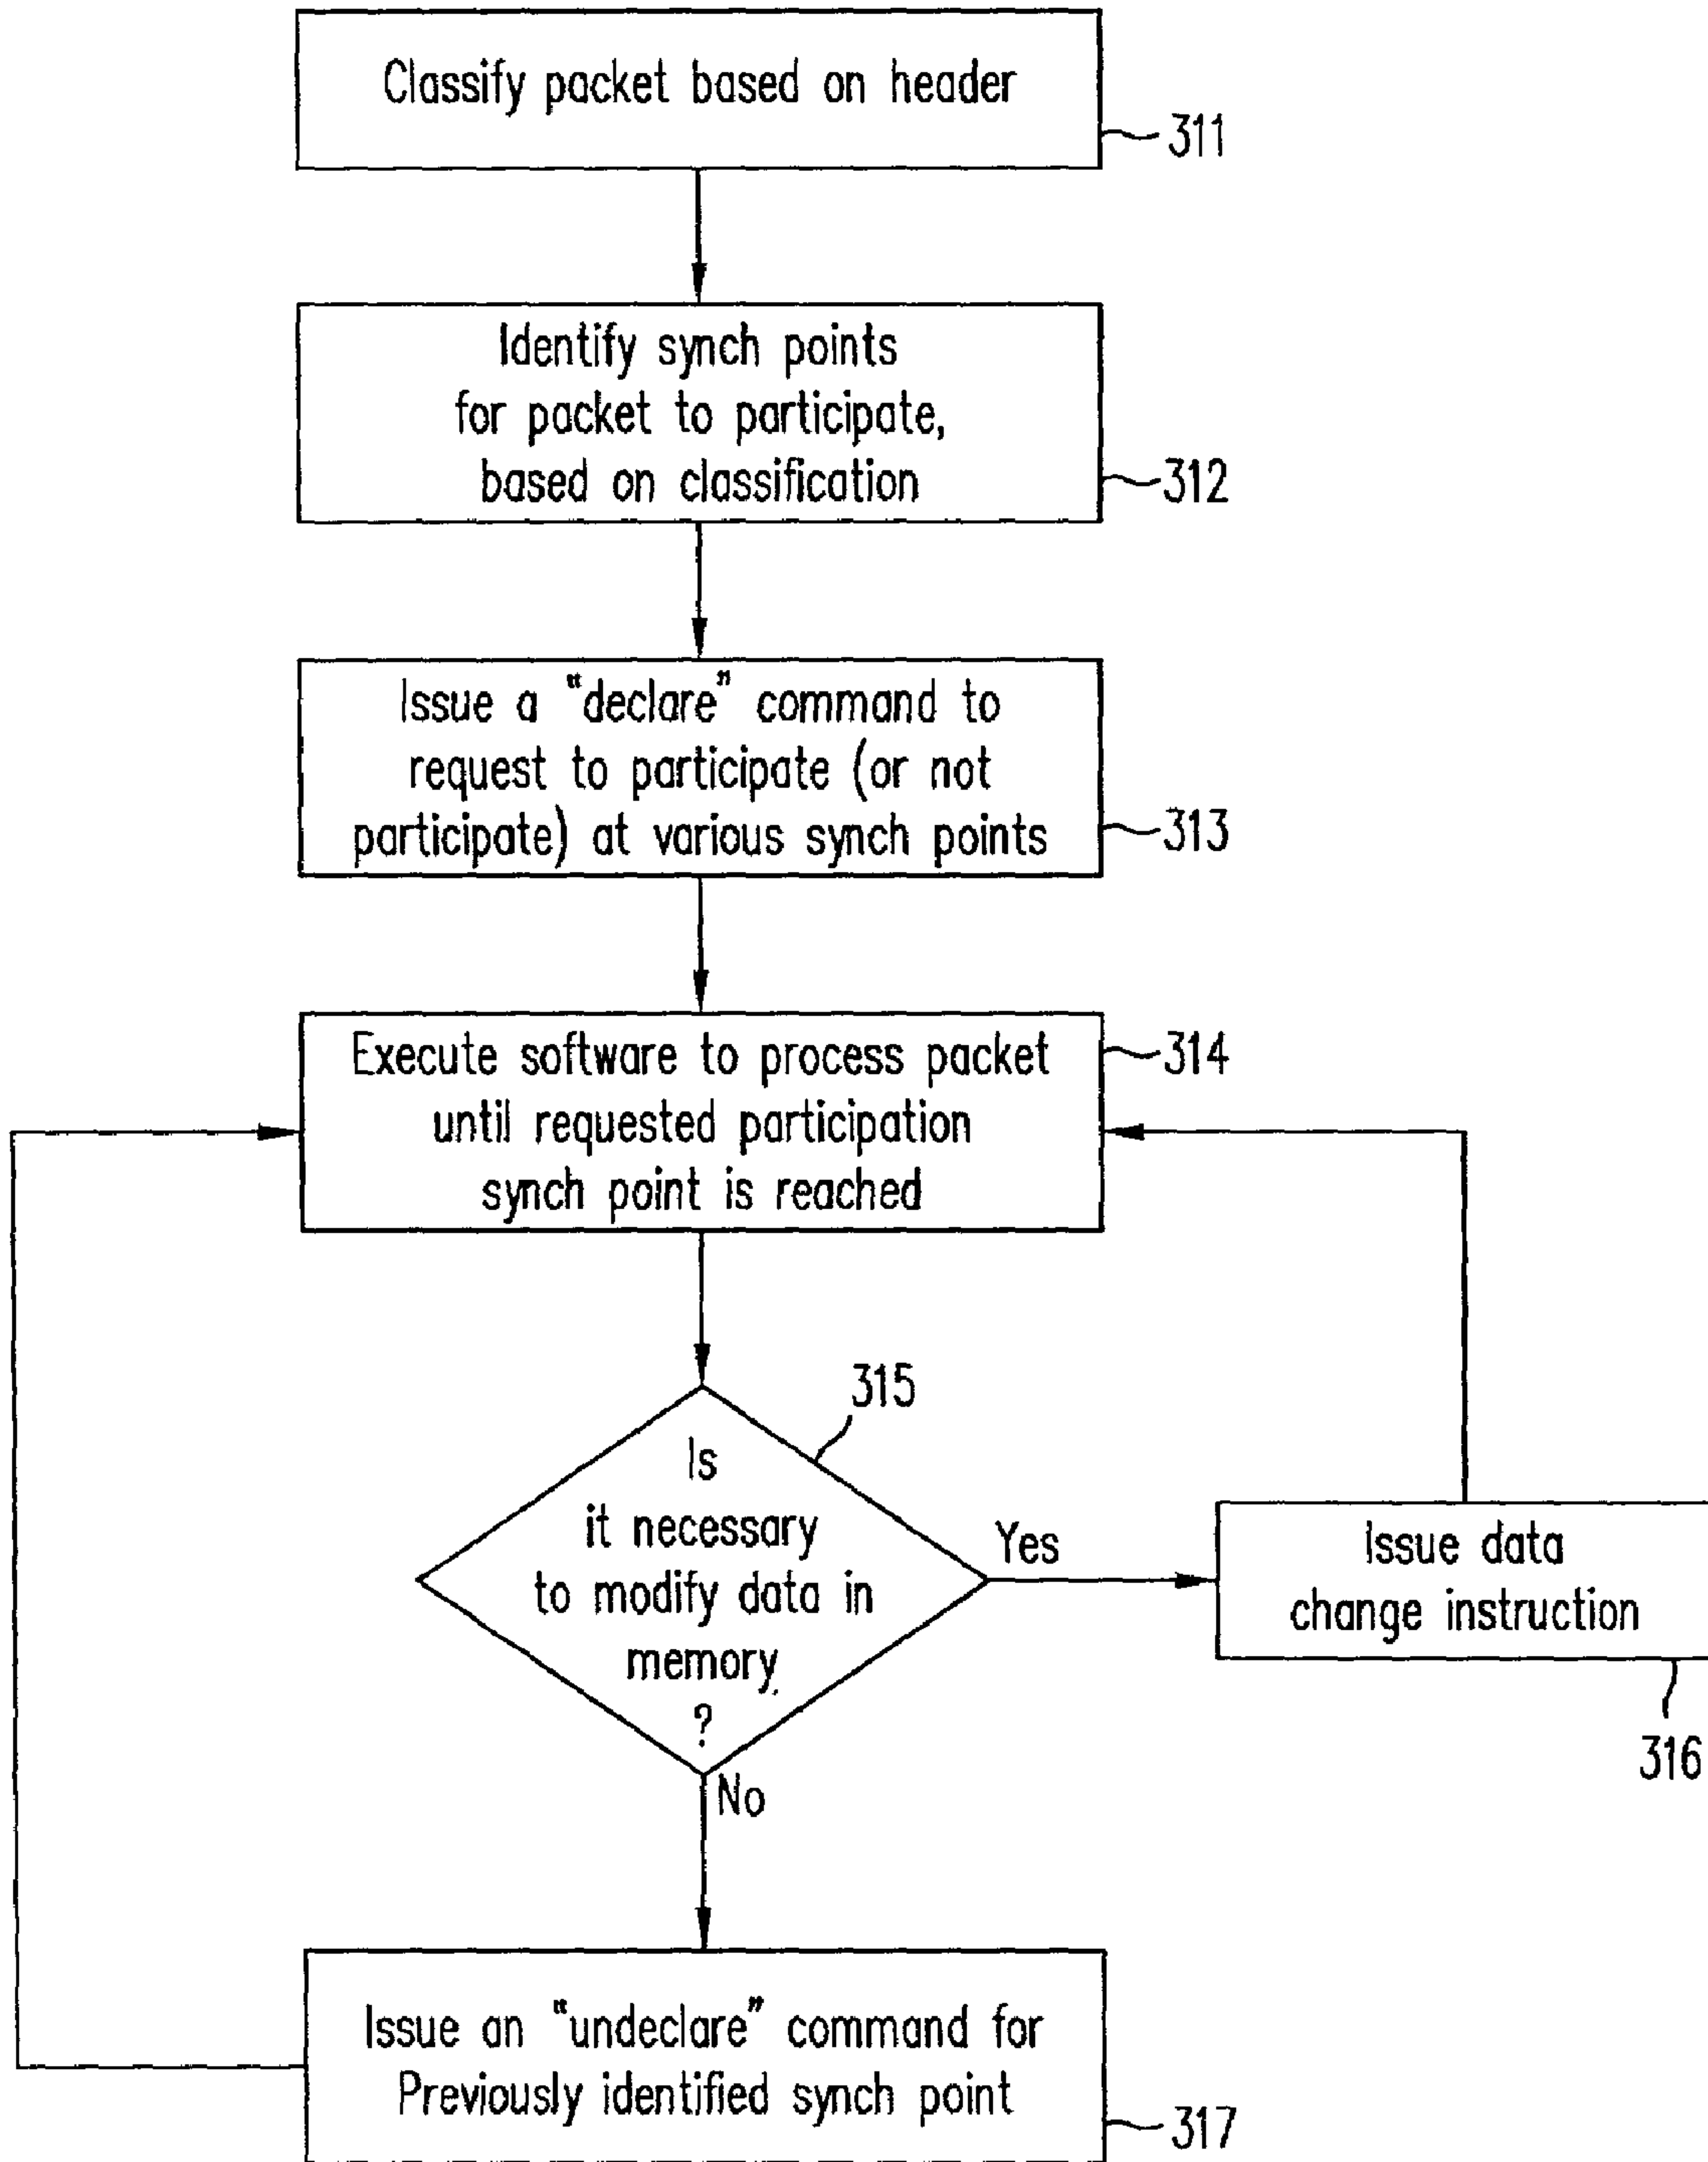 Classify packet based on header
311
Identify synch points
for packet to participate,
based on classification
312
Issue a "declare" command to
request to participate (or not
participate) at various synch points
313
Execute software to process packet
until requested participation
synch point is reached
314
315
Is
it necessary
to modify data in
memory
?
Yes
Issue data
change instruction
316
No
Issue an "undeclare" command for
Previously identified synch point
317